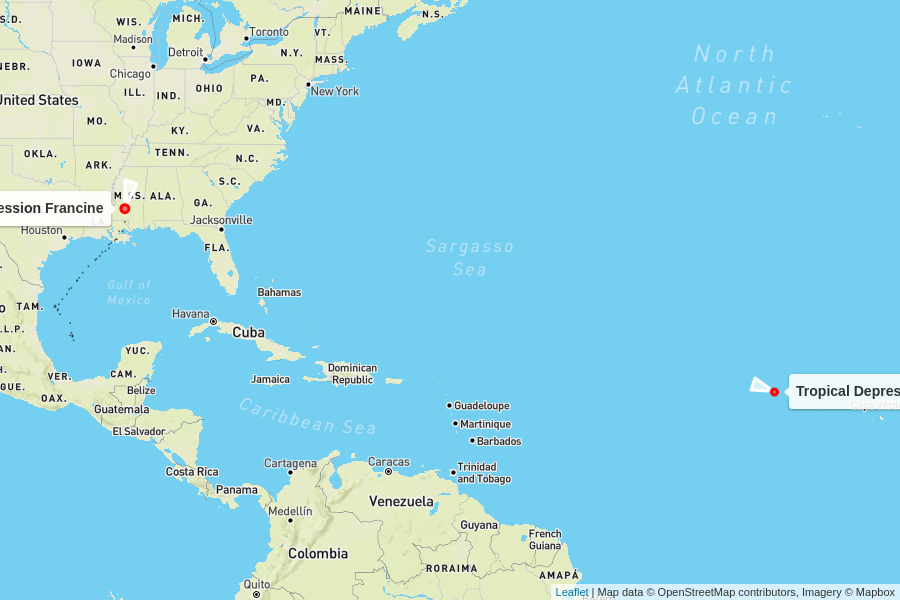 MAINE
N.S.
S.D.
WIS.
MICH.
VT.
Toronto
Madison
Detroit
N.Y.
MASS.
NEBR.
IOWA
Chicago
PA.
ILL.
IND.
OHIO
New York
United States
MD.
MO.
KY.
VA.
OKLA.
TENN.
N.C.
ARK.
S.C.
MISS.
ALA.
GA.
ession Francine
LA.
Jacksonville
Houston
FLA.
North
Atlantic
Ocean
Sargasso
Sea
Gulf of
Mexico
Bahamas
TAM.
Havana
Cuba
L.P.
AN.
YUC.
H.
GUE.
VER.
CAM.
Belize
OAX.
Guatemala
El Salvador
Jamaica
Dominican
Republic
Guadeloupe
Martinique
Barbados
Caribbean Sea
Tropical Depres
Costa Rica
Panama
Cartagena
Caracas
Trinidad
and Tobago
Medellín
Venezuela
Guyana
French
Guiana
Colombia
RORAIMA
AMAPÁ
Quito
Leaflet | Map data © OpenStreetMap contributors, Imagery © Mapbox